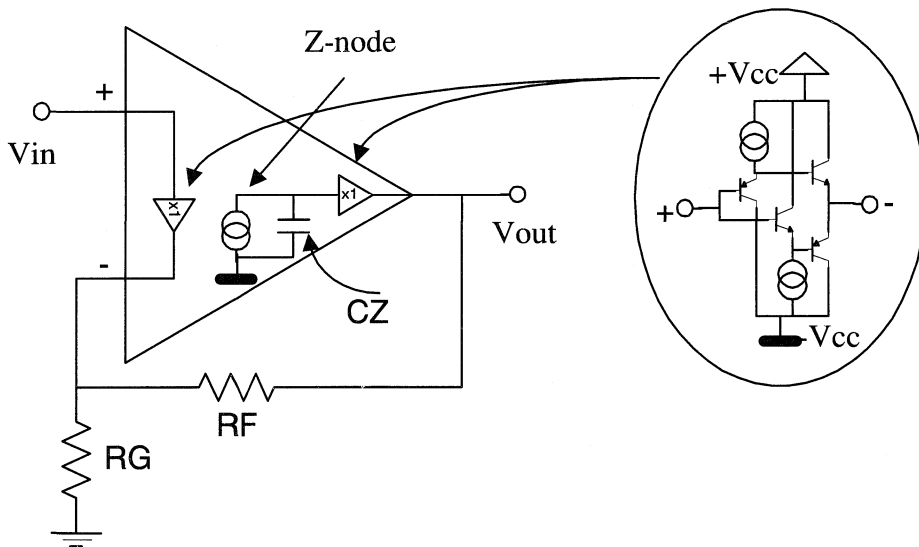 Z-node
+
Vin
x1
-
x1
Vout
CZ
RF
RG
+Vcc
+
-
-Vcc